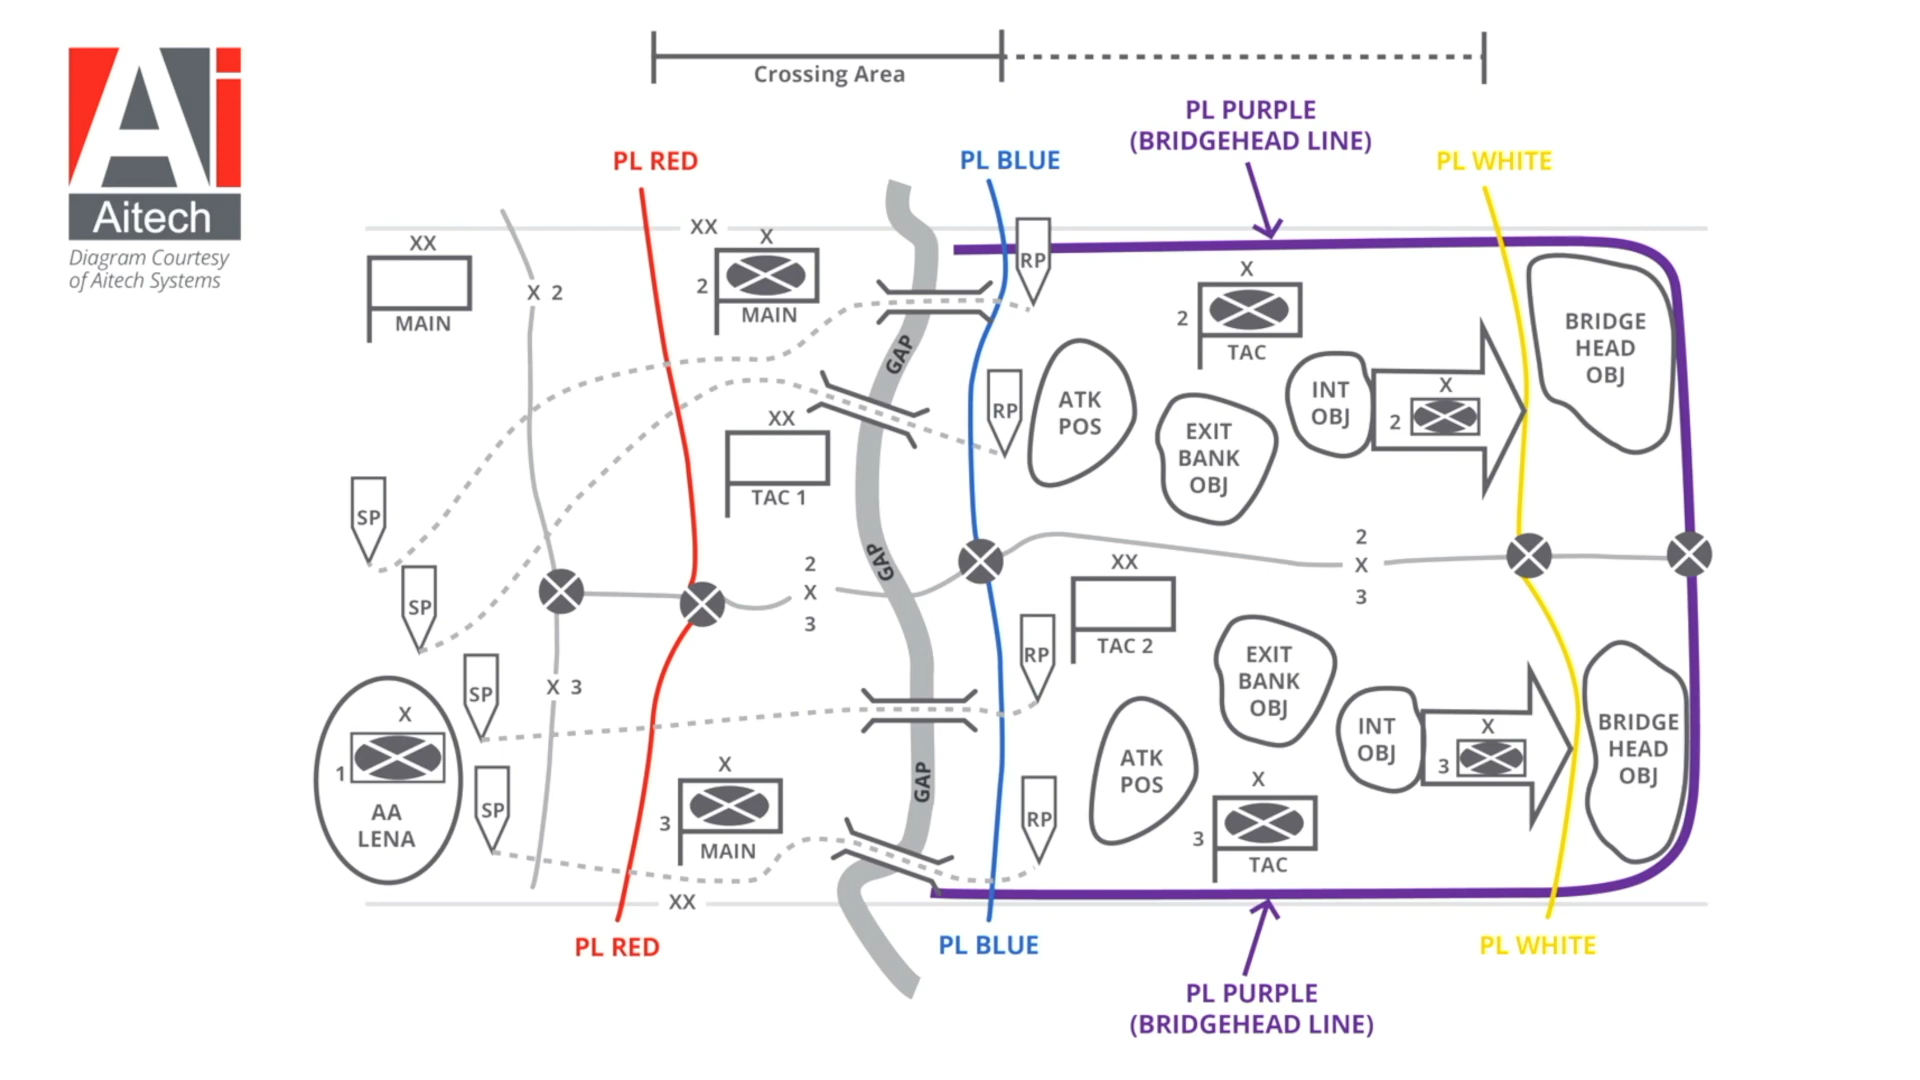 Crossing Area
PL PURPLE
(BRIDGEHEAD LINE)
PL RED
PL BLUE
PL WHITE
Ai
Aitech
Diagram Courtesy
of Aitech Systems
XX
MAIN
X 2
XX
X
2
MAIN
RP
X
2
TAC
GAP
BRIDGE
HEAD
OBJ
RP
ATK
POS
EXIT
BANK
OBJ
INT
OBJ
X
2
XX
TAC 1
SP
SP
GAP
2
X
3
2
X
3
XX
TAC 2
RP
X 3
SP
EXIT
BANK
OBJ
X
1
AA
LENA
SP
X
3
MAIN
GAP
RP
ATK
POS
INT
OBJ
X
3
BRIDGE
HEAD
OBJ
X
3
TAC
XX
PL RED
PL BLUE
PL WHITE
PL PURPLE
(BRIDGEHEAD LINE)